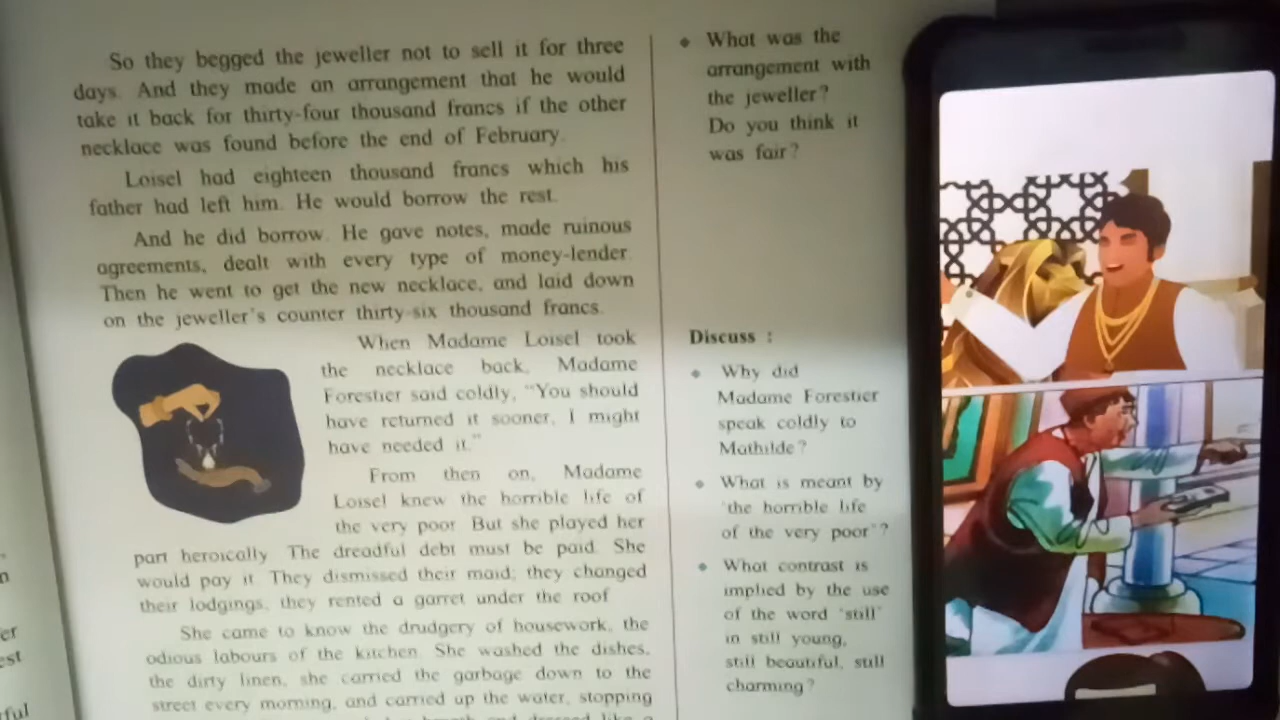 So they begged the jeweller not to sell it for three
days. And they made an arrangement that he would
take it back for thirty-four thousand francs if the other
necklace was found before the end of February.
Loisel had eighteen thousand francs which his
father had left him. He would borrow the rest.
And he did borrow. He gave notes, made ruinous
agreements, dealt with every type of money-lender.
Then he went to get the new necklace, and laid down
on the jeweller's counter thirty-six thousand francs.
When Madame Loisel took
the necklace back, Madame
Forestier said coldly, "You should
have returned it sooner, I might
have needed it."
From then on, Madame
Loisel knew the horrible life of
the very poor. But she played her
part heroically. The dreadful debt must be paid. She
would pay it. They dismissed their maid; they changed
their lodgings, they rented a garret under the roof.
She came to know the drudgery of housework, the
odious labours of the kitchen. She washed the dishes,
the dirty linen, she carried the garbage down to the
street every morning, and carried up the water, stopping
and dressed like a
What was the
arrangement with
the jeweller?
Do you think it
was fair?
Discuss :
Why did
Madame Forestier
speak coldly to
Mathilde?
What is meant by
'the horrible life
of the very poor'?
What contrast is
implied by the use
of the word 'still'
in still young,
still beautiful, still
charming?
er
est